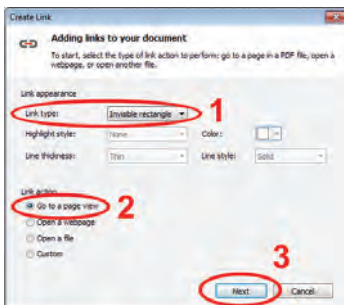 Create Link
Adding links to your document
To start, select the type of link action to perform: go to a page in a PDF file, open a
webpage, or open another file.
Link appearance
Link type: Invisible rectangle 1
Highlight style: None Color:
Line thickness: Thin Line style: Solid
Link action
Go to a page view 2
Open a webpage
Open a file
Custom
3
Next Cancel